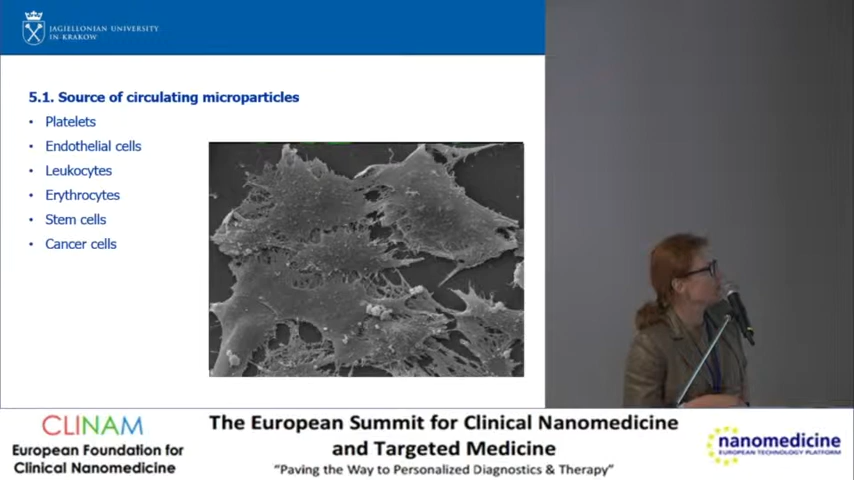 JAGIELLONIAN UNIVERSITY
IN KRAKOW
5.1. Source of circulating microparticles
• Platelets
• Endothelial cells
• Leukocytes
• Erythrocytes
• Stem cells
• Cancer cells
CLINAM
European Foundation for
Clinical Nanomedicine
The European Summit for Clinical Nanomedicine
and Targeted Medicine
“Paving the Way to Personalized Diagnostics & Therapy”
nanomedicine
EUROPEAN TECHNOLOGY PLATFORM